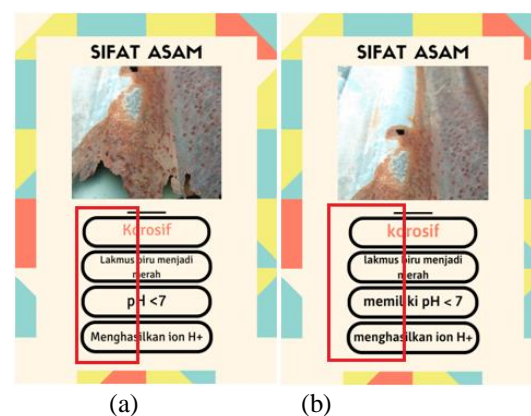 SIFAT ASAM
Korosif
Lakmus biru menjadi
merah
pH <7
Menghasilkan ion H+
(a)
SIFAT ASAM
korosif
lakmus biru menjadi
merah
memiliki pH < 7
menghasilkan ion H+
(b)